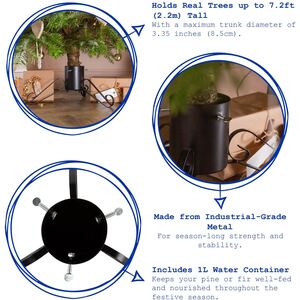 Holds Real Trees up to 7.2ft
(2.2m) Tall
With a maximum trunk diameter of
3.35 inches (8.5cm).
Made from Industrial-Grade
Metal
For season-long strength and
stability.
Includes 1L Water Container
Keeps your pine or fir well-fed
and nourished throughout the
festive season.